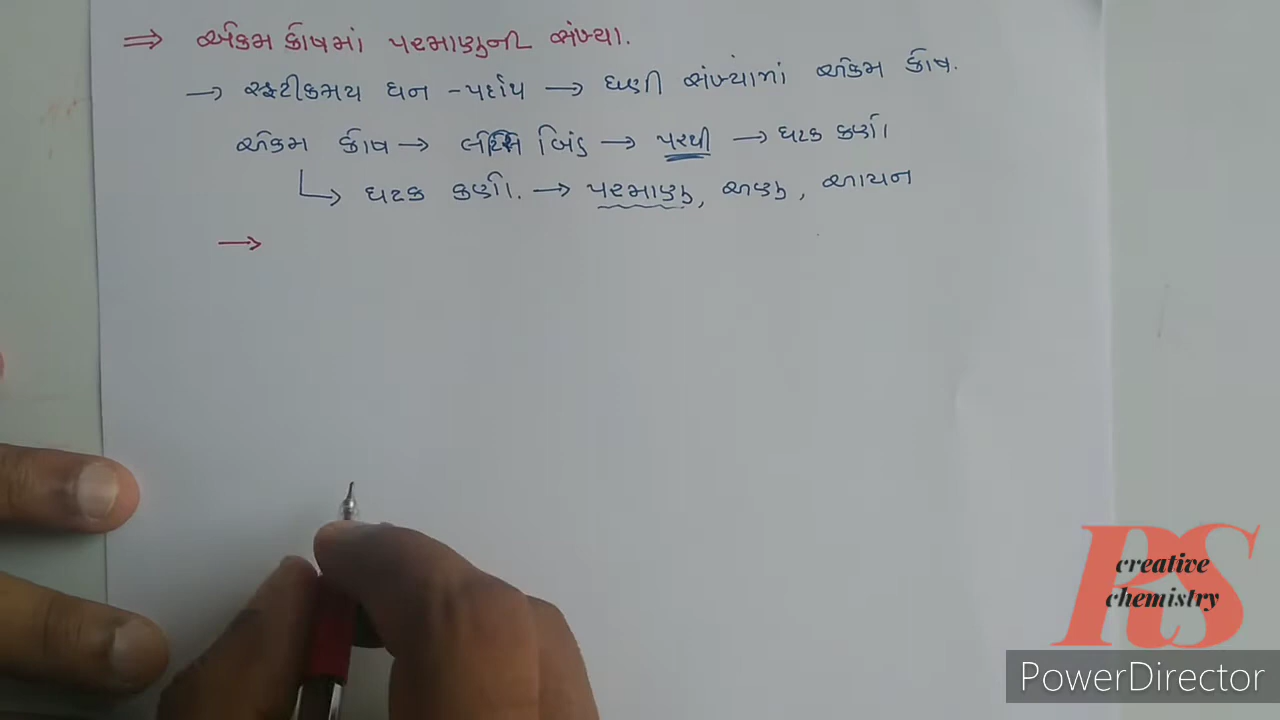 ⇒ એકમ કોષમાં પરમાણુની સંખ્યા.
→ સ્ફટીકમય ઘન - પદાર્થ → ઘણી સંખ્યામાં એકમ કોષ.
એકમ કોષ → બિંદુ → પરથી → ઘટક કણો
↳ ઘટક કણો. → પરમાણુ, અણુ, આયન
→
creative
chemistry
RS
PowerDirector